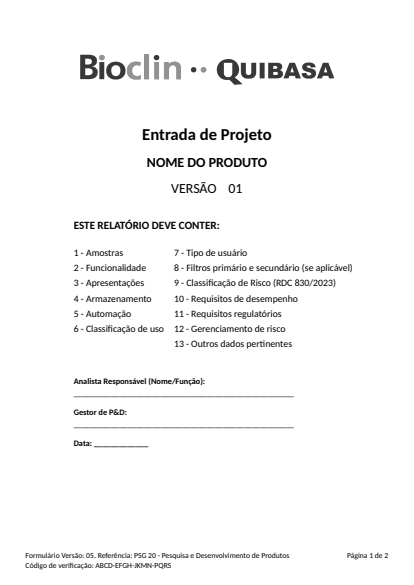 Bioclin •• QUIBASA
Entrada de Projeto
NOME DO PRODUTO
VERSÃO 01
ESTE RELATÓRIO DEVE CONTER:
1 - Amostras
2 - Funcionalidade
3 - Apresentações
4 - Armazenamento
5 - Automação
6 - Classificação de uso
7 - Tipo de usuário
8 - Filtros primário e secundário (se aplicável)
9 - Classificação de Risco (RDC 830/2023)
10 - Requisitos de desempenho
11 - Requisitos regulatórios
12 - Gerenciamento de risco
13 - Outros dados pertinentes
Analista Responsável (Nome/Função):
Gestor de P&D:
Data: ____________
Formulário Versão: 05. Referência: PSG 20 - Pesquisa e Desenvolvimento de Produtos Página 1 de 2
Código de verificação: ABCD-EFGH-JKMN-PQRS